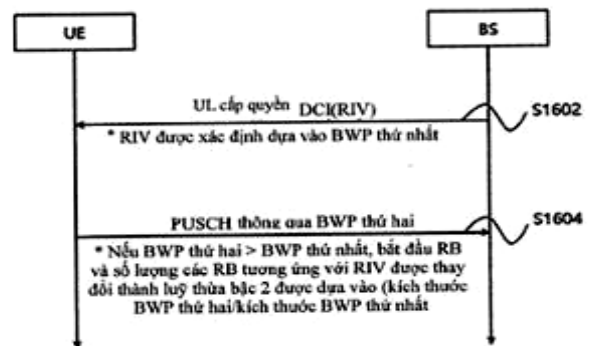 UE
BS
UL cấp quyền DCI(RIV)
S1602
* RIV được xác định dựa vào BWP thứ nhất
PUSCH thông qua BWP thứ hai
S1604
* Nếu BWP thứ hai > BWP thứ nhất, bắt đầu RB
và số lượng các RB tương ứng với RIV được thay
đổi thành luỹ thừa bậc 2 được dựa vào (kích thước
BWP thứ hai/kích thước BWP thứ nhất